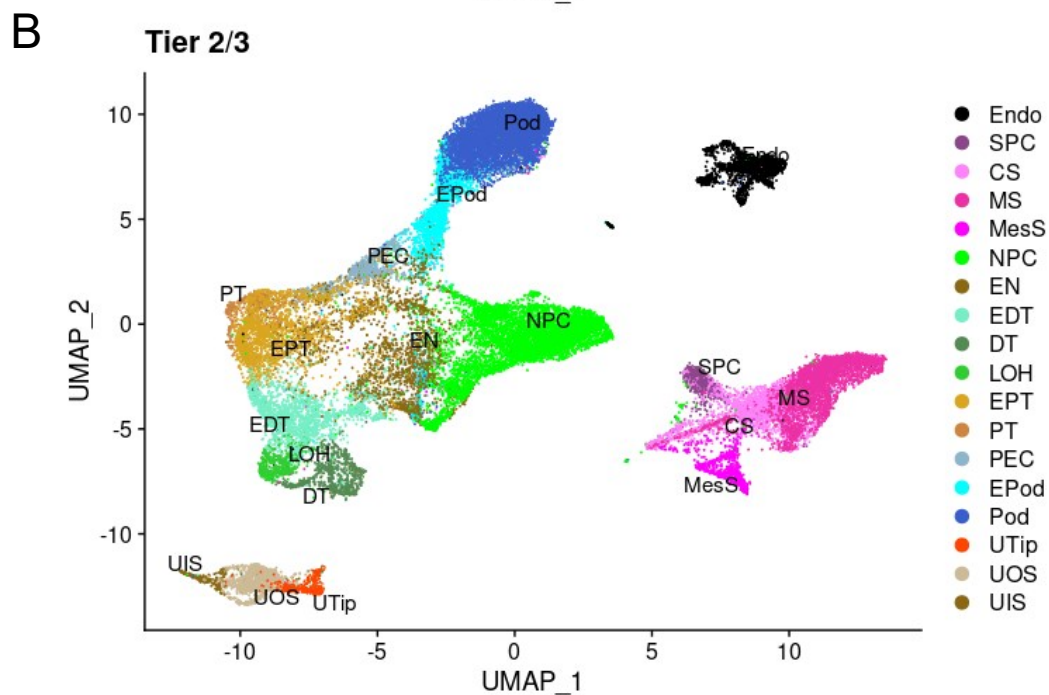 B
Tier 2/3
10
5
0
-5
-10
UMAP_2
-10
-5
0
5
10
UMAP_1
Pod
Endo
EPod
PEC
PT
EPT
EN
NPC
SPC
MS
CS
MesS
EDT
LOH
DT
UIS
UOS
UTip
Endo
SPC
CS
MS
MesS
NPC
EN
EDT
DT
LOH
EPT
PT
PEC
EPod
Pod
UTip
UOS
UIS